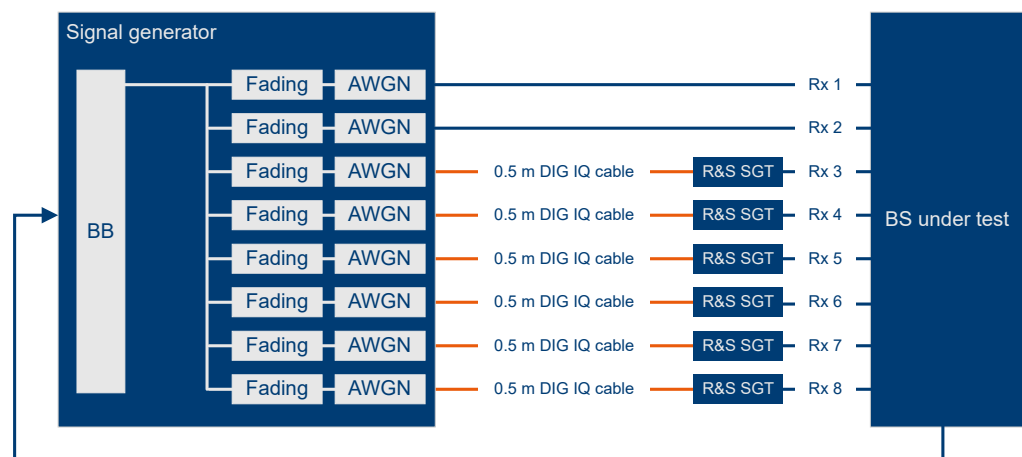 Signal generator
BB
Fading AWGN Rx 1
Fading AWGN Rx 2
Fading AWGN 0.5 m DIG IQ cable R&S SGT Rx 3
Fading AWGN 0.5 m DIG IQ cable R&S SGT Rx 4
Fading AWGN 0.5 m DIG IQ cable R&S SGT Rx 5
Fading AWGN 0.5 m DIG IQ cable R&S SGT Rx 6
Fading AWGN 0.5 m DIG IQ cable R&S SGT Rx 7
Fading AWGN 0.5 m DIG IQ cable R&S SGT Rx 8
BS under test